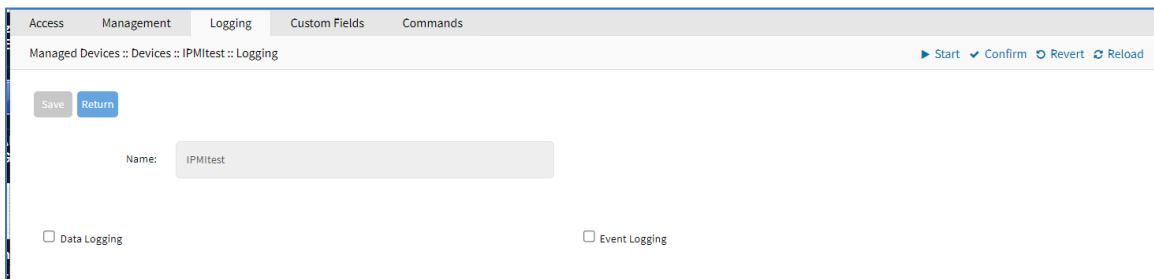 Access Management Logging Custom Fields Commands
Managed Devices :: Devices :: IPMItest :: Logging Start Confirm Revert Reload
Save Return
Name: IPMItest
Data Logging Event Logging